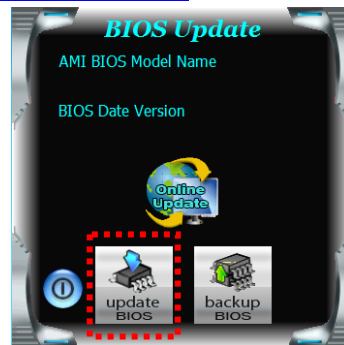 BIOS Update
AMI BIOS Model Name
BIOS Date Version
Online
Update
update
BIOS
backup
BIOS